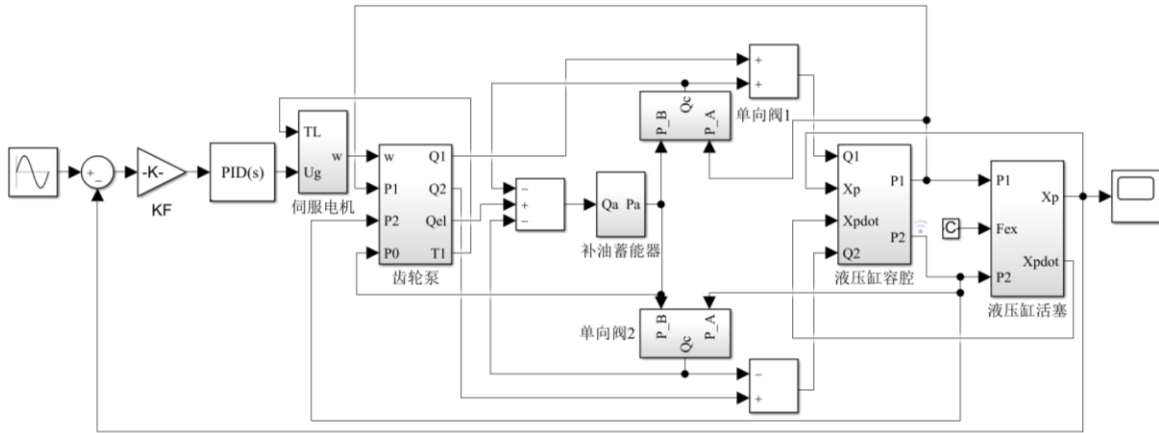 +
−
-K-
KF
PID(s)
TL
Ug
w
伺服电机
w
P1
P2
P0
Q1
Q2
Qel
T1
齿轮泵
−
+
−
Qa
Pa
补油蓄能器
Qc
P_B
P_A
单向阀1
+
+
P_B
P_A
Qc
单向阀2
−
+
Q1
Xp
Xpdot
Q2
P1
P2
液压缸容腔
C
P1
Fex
P2
Xp
Xpdot
液压缸活塞